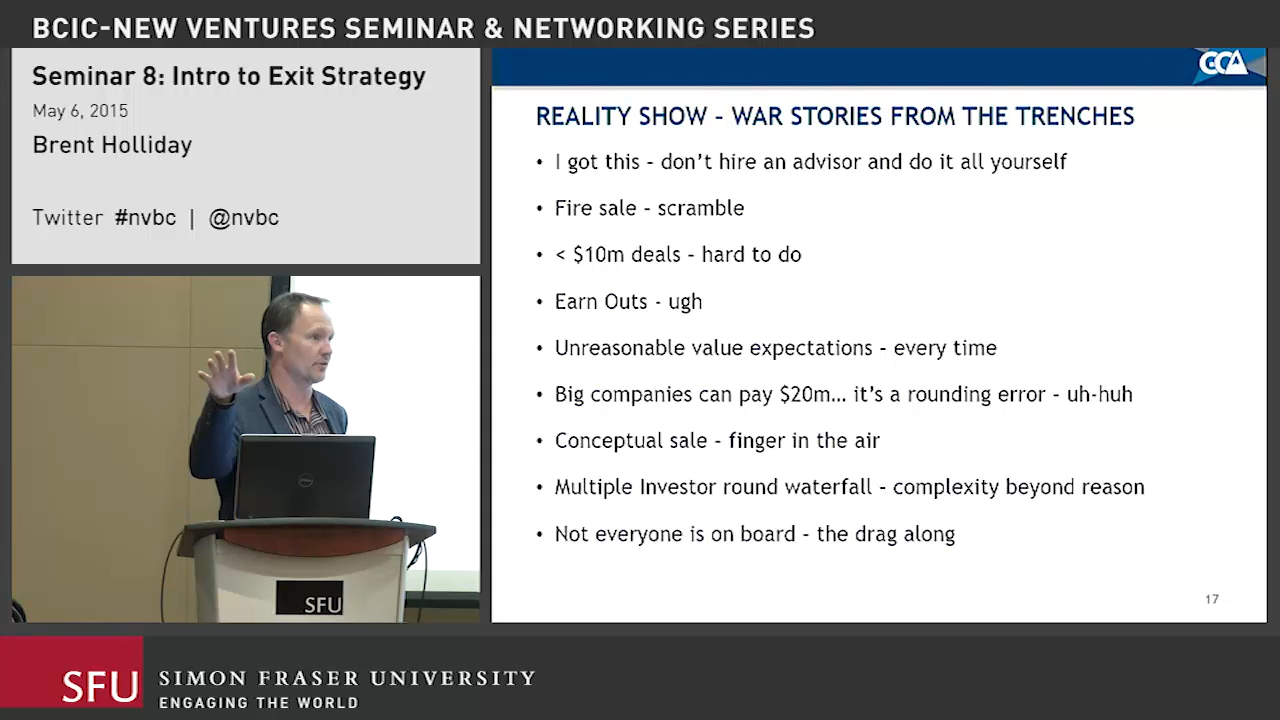 BCIC-NEW VENTURES SEMINAR & NETWORKING SERIES
Seminar 8: Intro to Exit Strategy
May 6, 2015
Brent Holliday
Twitter #nvbc | @nvbc
CCA
REALITY SHOW – WAR STORIES FROM THE TRENCHES
• I got this – don't hire an advisor and do it all yourself
• Fire sale – scramble
• < $10m deals – hard to do
• Earn Outs - ugh
• Unreasonable value expectations – every time
• Big companies can pay $20m… it's a rounding error – uh-huh
• Conceptual sale – finger in the air
• Multiple Investor round waterfall – complexity beyond reason
• Not everyone is on board – the drag along
17
SFU
SFU SIMON FRASER UNIVERSITY
ENGAGING THE WORLD